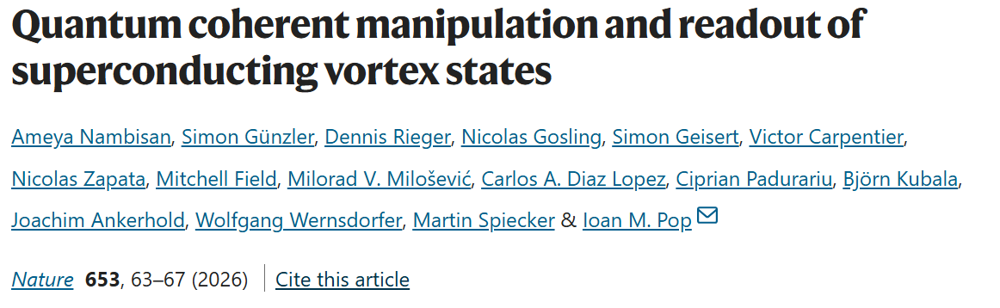 Quantum coherent manipulation and readout of
superconducting vortex states
Ameya Nambisan, Simon Günzler, Dennis Rieger, Nicolas Gosling, Simon Geisert, Victor Carpentier,
Nicolas Zapata, Mitchell Field, Milorad V. Milošević, Carlos A. Diaz Lopez, Ciprian Padurariu, Björn Kubala,
Joachim Ankerhold, Wolfgang Wernsdorfer, Martin Spiecker & Ioan M. Pop
Nature 653, 63–67 (2026) Cite this article